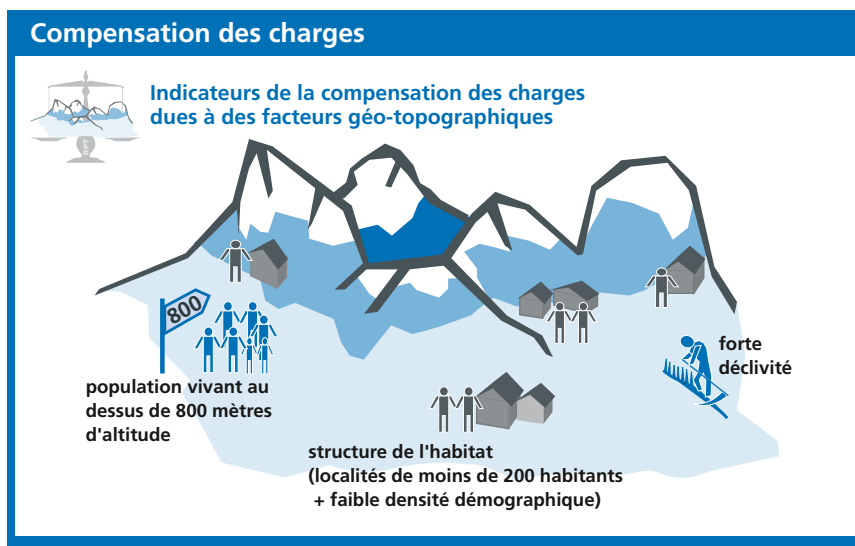 Compensation des charges
Indicateurs de la compensation des charges
dues à des facteurs géo-topographiques
800
forte
déclivité
population vivant au
dessus de 800 mètres
d'altitude
structure de l'habitat
(localités de moins de 200 habitants
+ faible densité démographique)